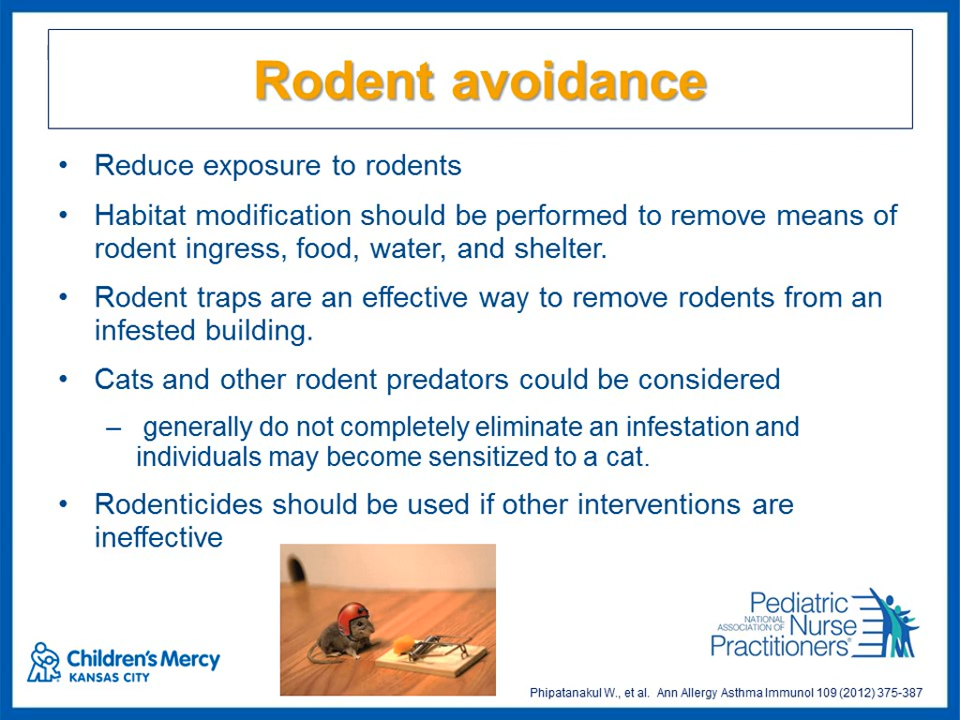 Rodent avoidance
• Reduce exposure to rodents
• Habitat modification should be performed to remove means of
rodent ingress, food, water, and shelter.
• Rodent traps are an effective way to remove rodents from an
infested building.
• Cats and other rodent predators could be considered
– generally do not completely eliminate an infestation and
individuals may become sensitized to a cat.
• Rodenticides should be used if other interventions are
ineffective
Children's Mercy
KANSAS CITY
Pediatric
NATIONAL
ASSOCIATION OF
Nurse
Practitioners®
Phipatanakul W., et al. Ann Allergy Asthma Immunol 109 (2012) 375-387